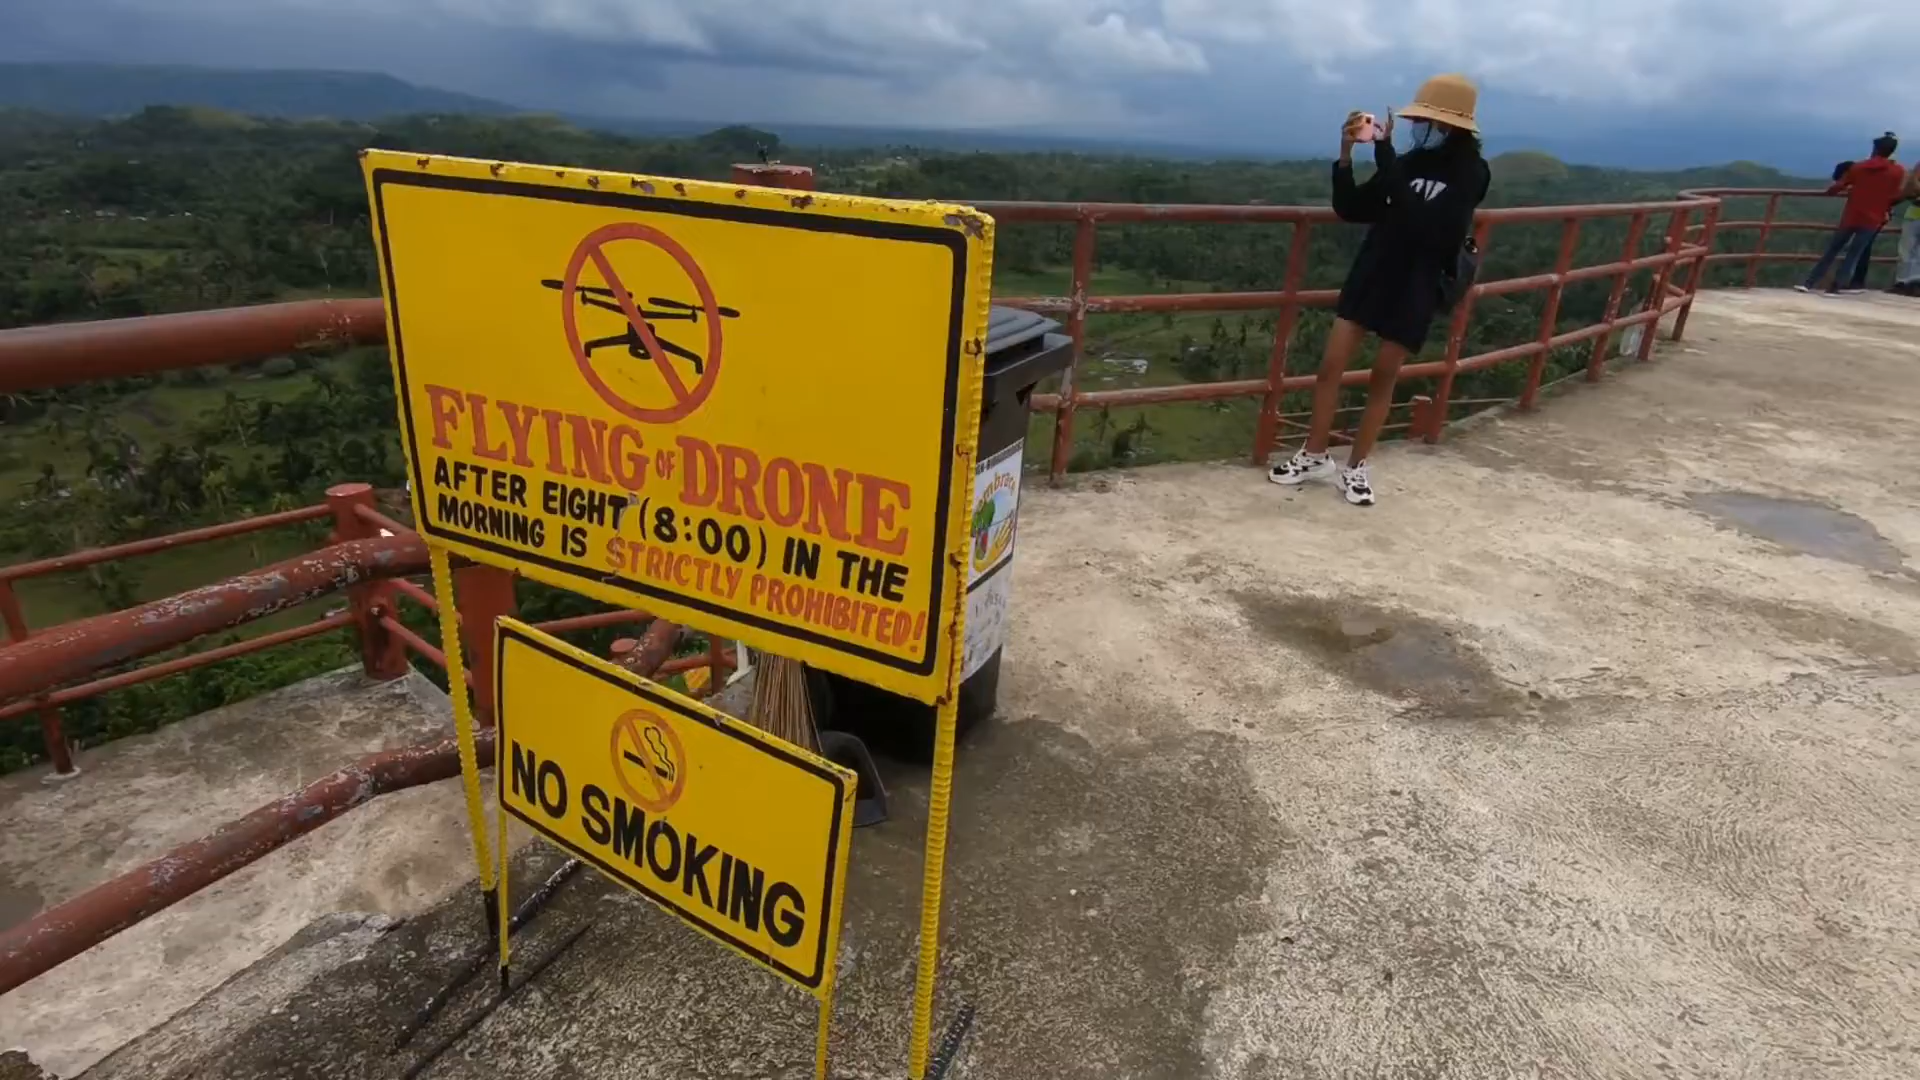 FLYING OF DRONE
AFTER EIGHT (8:00) IN THE
MORNING IS STRICTLY PROHIBITED!
NO SMOKING